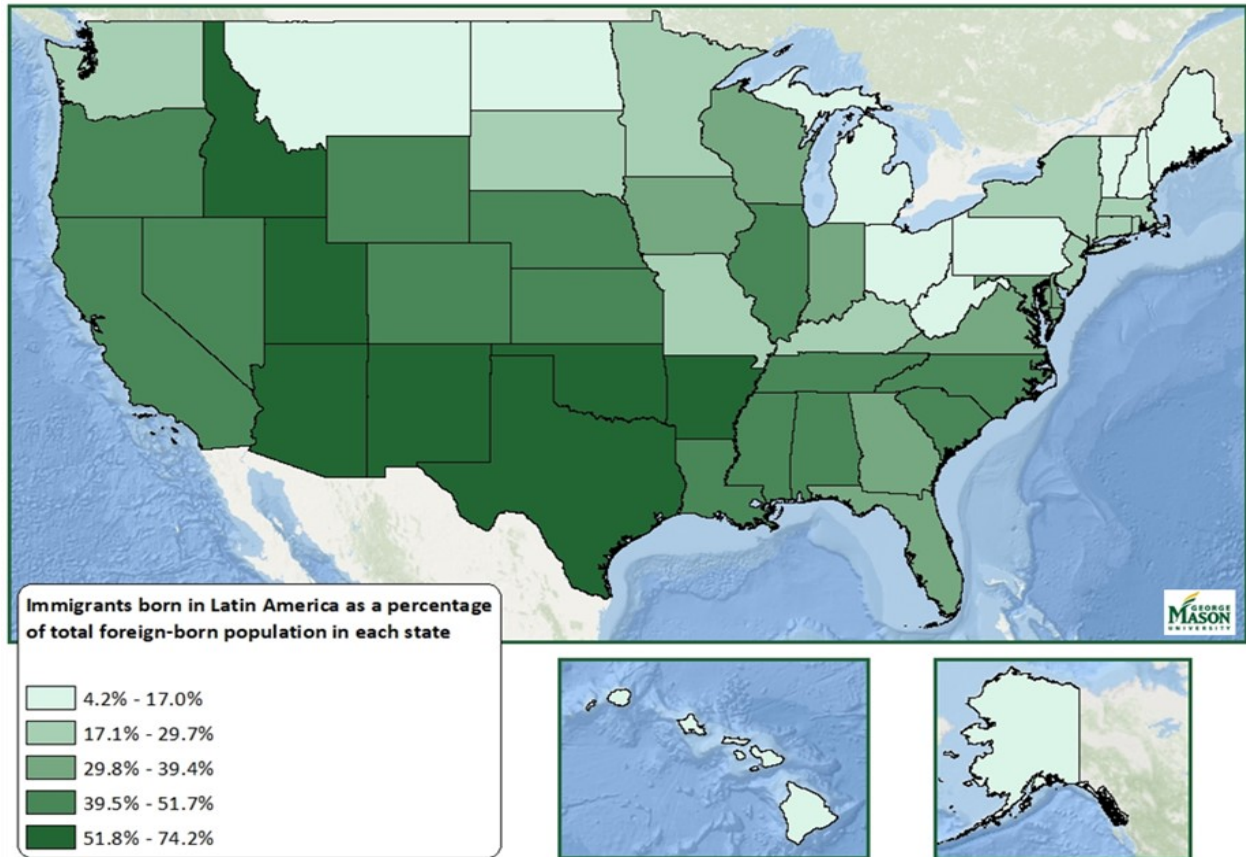 Immigrants born in Latin America as a percentage
of total foreign-born population in each state
4.2% - 17.0%
17.1% - 29.7%
29.8% - 39.4%
39.5% - 51.7%
51.8% - 74.2%
GEORGE
MASON
UNIVERSITY